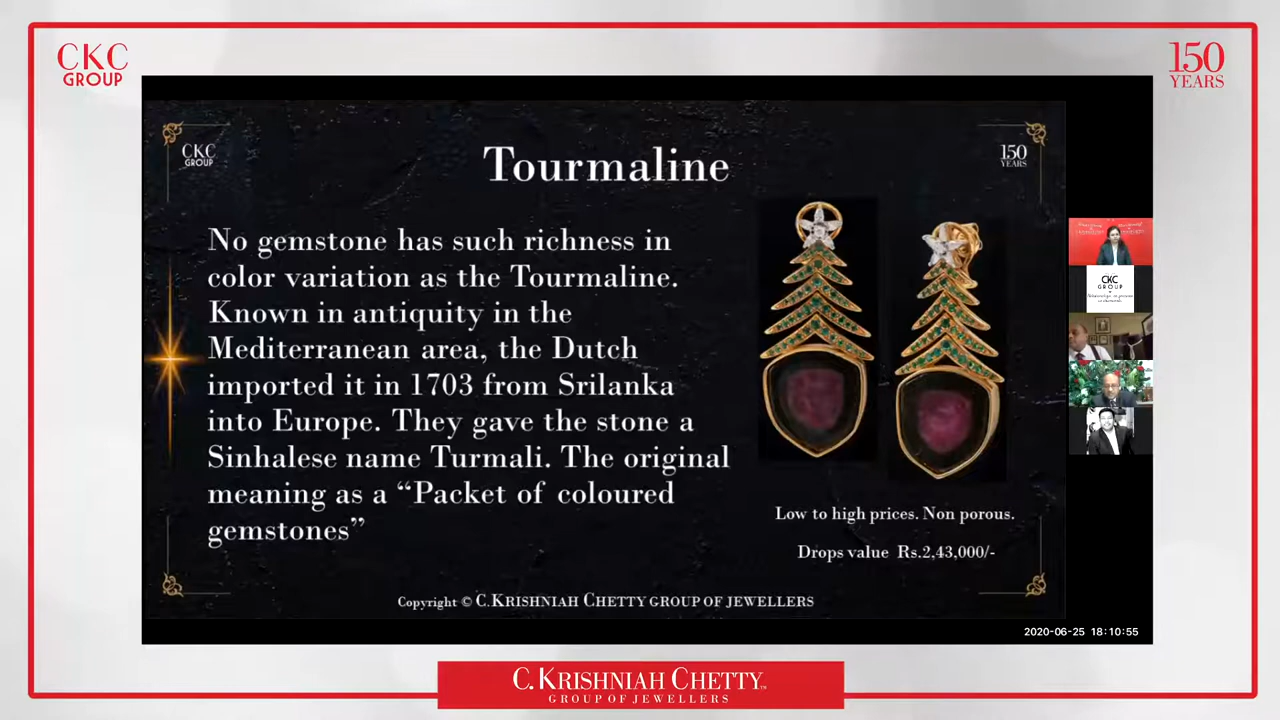 CKC
GROUP
150
YEARS
CKC
GROUP
150
YEARS
Tourmaline
No gemstone has such richness in
color variation as the Tourmaline.
Known in antiquity in the
Mediterranean area, the Dutch
imported it in 1703 from Srilanka
into Europe. They gave the stone a
Sinhalese name Turmali. The original
meaning as a “Packet of coloured
gemstones”
Low to high prices. Non porous.
Drops value Rs.2,43,000/-
Copyright © C.KRISHNIAH CHETTY GROUP OF JEWELLERS
CKC
GROUP
2020-06-25 18:10:55
C. KRISHNIAH CHETTY™
GROUP OF JEWELLERS